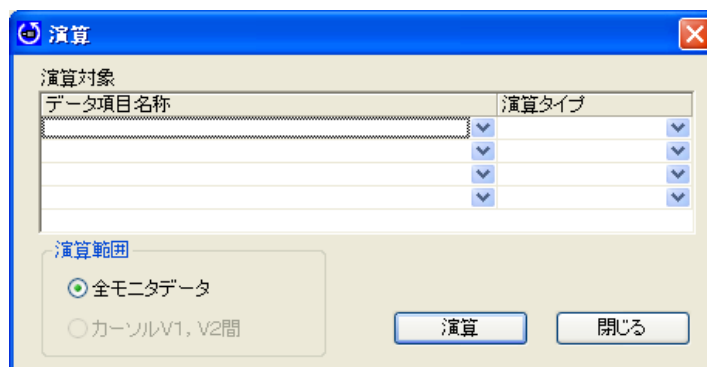 演算
演算対象
データ項目名称 演算タイプ
演算範囲
全モニタデータ
カーソルV1, V2間
演算 閉じる